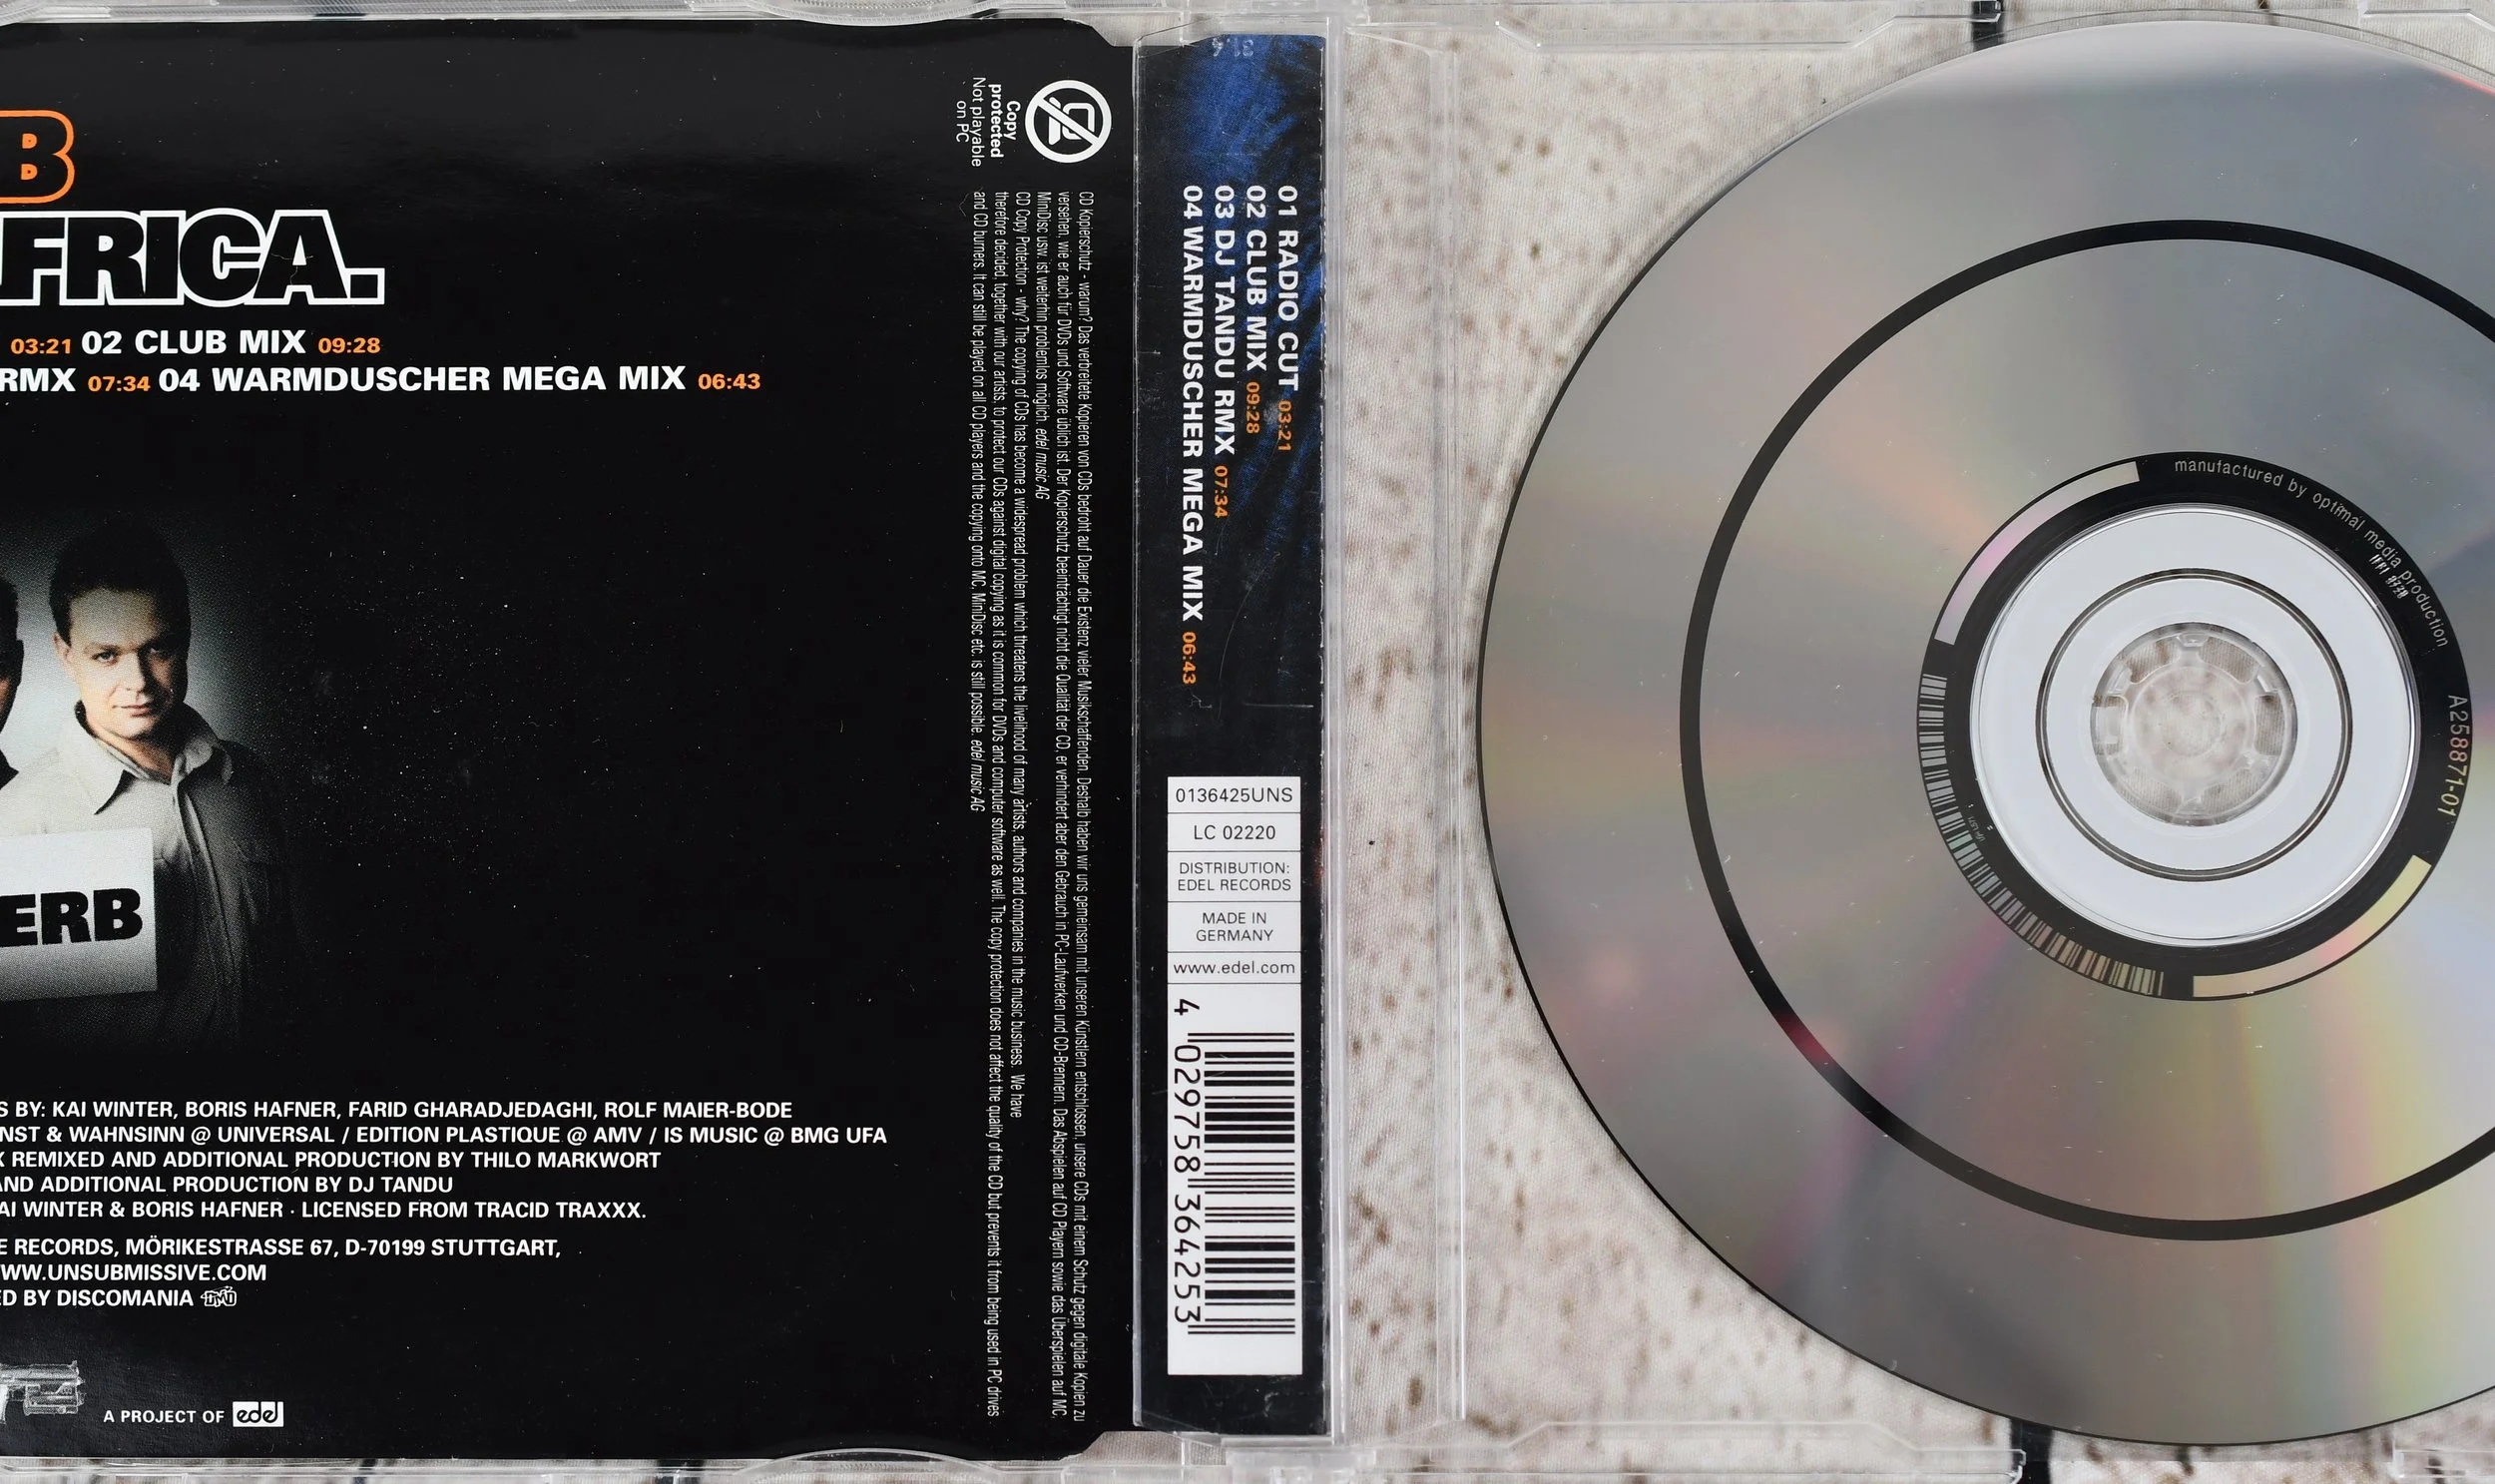 B
FRICA.
03:21 02 CLUB MIX 09:28
RMX 07:34 04 WARMDUSCHER MEGA MIX 06:43
ERB
S BY: KAI WINTER, BORIS HAFNER, FARID GHARADJEDAGHI, ROLF MAIER-BODE
NST & WAHNSINN @ UNIVERSAL / EDITION PLASTIQUE @ AMV / IS MUSIC @ BMG UFA
X REMIXED AND ADDITIONAL PRODUCTION BY THILO MARKWORT
AND ADDITIONAL PRODUCTION BY DJ TANDU
AI WINTER & BORIS HAFNER · LICENSED FROM TRACID TRAXXX.
E RECORDS, MÖRIKESTRASSE 67, D-70199 STUTTGART,
WW.UNSUBMISSIVE.COM
ED BY DISCOMANIA
A PROJECT OF edel
Copy
protected
Not playable
on PC
CD Kopierschutz - warum? Das verbreitete Kopieren von CDs bedroht auf Dauer die Existenz vieler Musikschaffenden. Deshalb haben wir uns gemeinsam mit unseren Künstlern entschlossen, unsere CDs mit einem Schutz gegen digitale Kopien zu
versehen, wie er auch für DVDs und Software üblich ist. Der Kopierschutz beeinträchtigt nicht die Qualität der CD, er verhindert aber den Gebrauch in PC-Laufwerken und CD-Brennern. Das Abspielen auf CD Playern sowie das Überspielen auf MC,
MiniDisc usw. ist weiterhin problemlos möglich. edel music AG
CD Copy Protection - why? The copying of CDs has become a widespread problem which threatens the livelihood of many artists, authors and companies in the music business. We have
therefore decided, together with our artists, to protect our CDs against digital copying as it is common for DVDs and computer software as well. The copy protection does not affect the quality of the CD but prevents it from being used in PC drives
and CD burners. It can still be played on all CD players and the copying onto MC, MiniDisc etc. is still possible. edel music AG
01 RADIO CUT 03:21
02 CLUB MIX 09:28
03 DJ TANDU RMX 07:34
04 WARMDUSCHER MEGA MIX 06:43
0136425UNS
LC 02220
DISTRIBUTION:
EDEL RECORDS
MADE IN
GERMANY
www.edel.com
4 029758 364253
manufactured by optimal media production
A258871-01